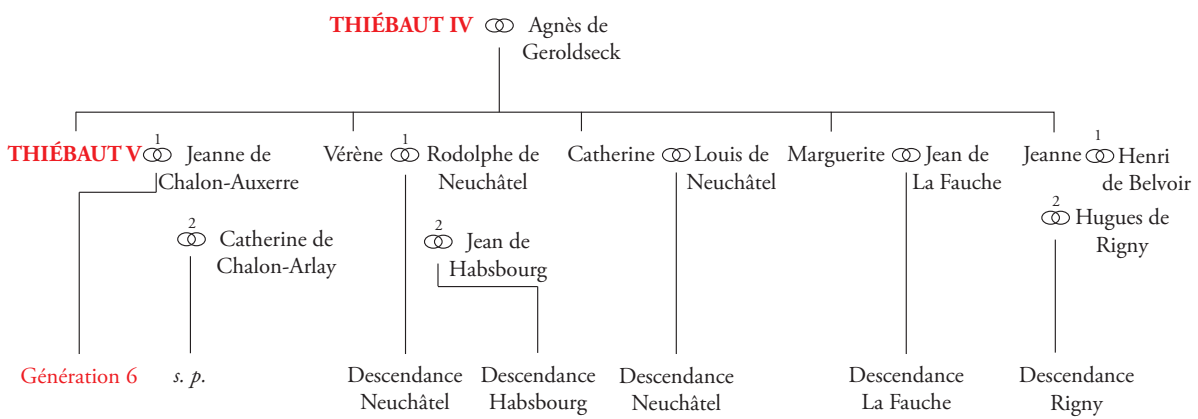 THIÉBAUT IV Agnès de
Geroldseck
1 1 1
THIÉBAUT V Jeanne de Vérène Rodolphe de Catherine Louis de Marguerite Jean de Jeanne Henri
Chalon-Auxerre Neuchâtel Neuchâtel La Fauche de Belvoir
2 2 2
Hugues de
Catherine de Jean de Rigny
Chalon-Arlay Habsbourg
Génération 6 s. p. Descendance Descendance Descendance Descendance Descendance
Neuchâtel Habsbourg Neuchâtel La Fauche Rigny